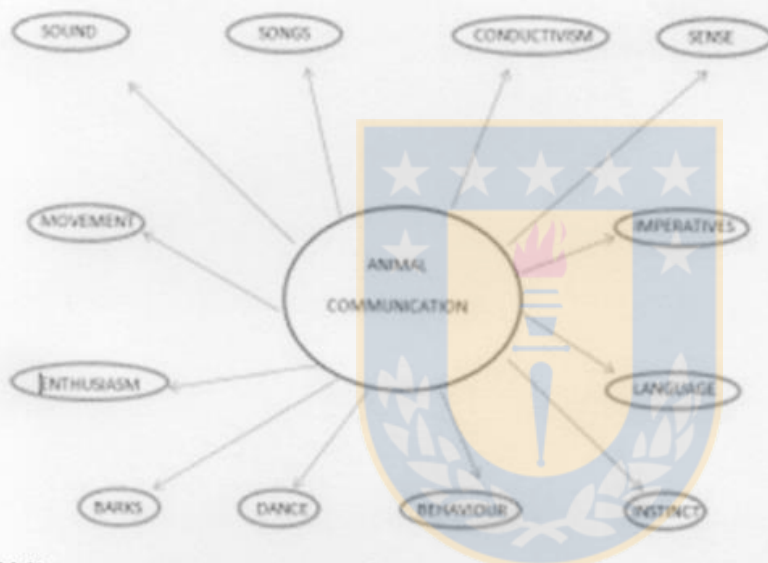 SOUND
SONGS
CONDUCTIVISM
SENSE
MOVEMENT
IMPERATIVES
ANIMAL
COMMUNICATION
ENTHUSIASM
LANGUAGE
BARKS
DANCE
BEHAVIOUR
INSTINCT